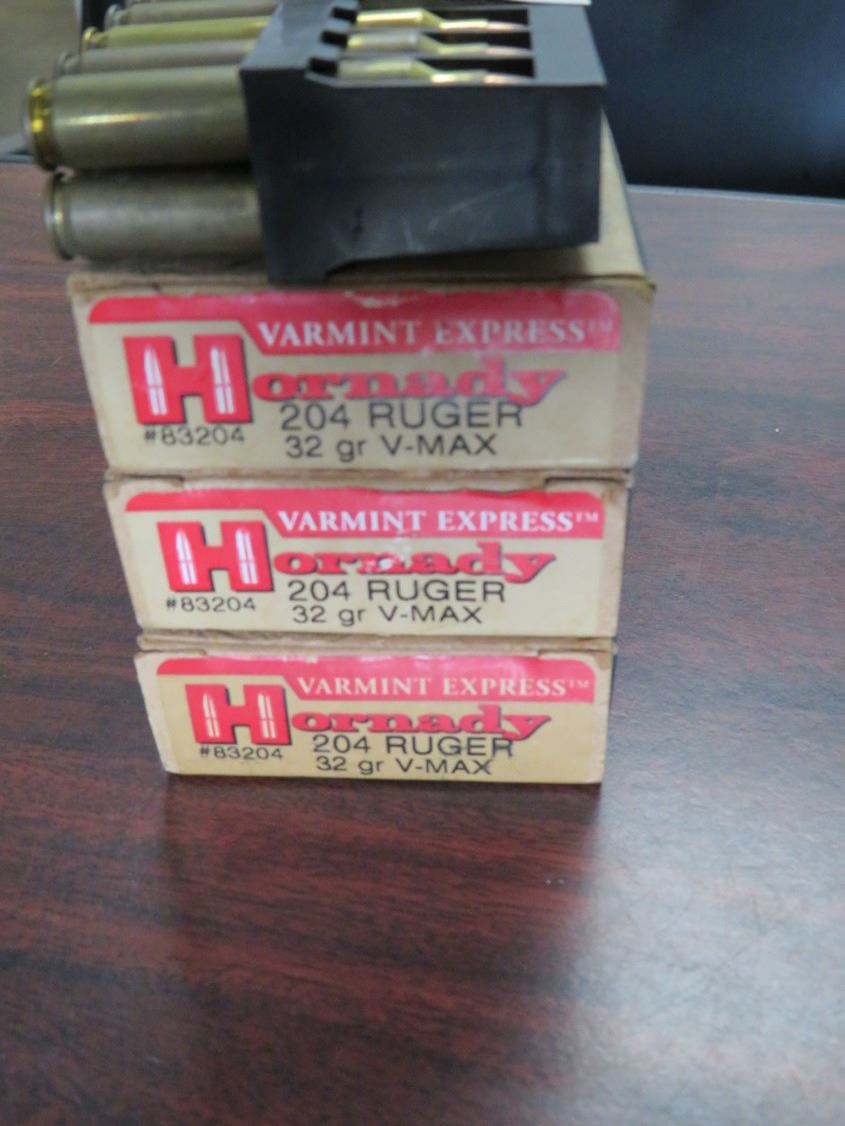 VARMINT EXPRESS™
Hornady
204 RUGER
#83204
32 gr V-MAX
VARMINT EXPRESS™
Hornady
204 RUGER
#83204
32 gr V-MAX
VARMINT EXPRESS™
Hornady
204 RUGER
#83204
32 gr V-MAX